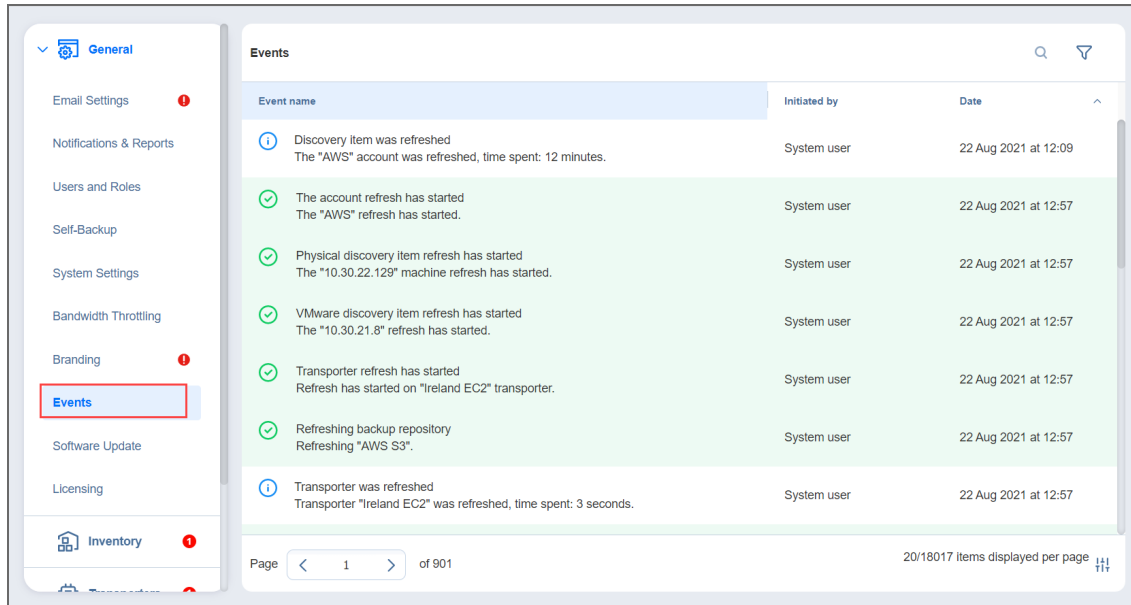 General
Email Settings
Notifications & Reports
Users and Roles
Self-Backup
System Settings
Bandwidth Throttling
Branding
Events
Software Update
Licensing
Inventory
1
Events
Event name
Initiated by
Date
Discovery item was refreshed
The "AWS" account was refreshed, time spent: 12 minutes.
System user
22 Aug 2021 at 12:09
The account refresh has started
The "AWS" refresh has started.
System user
22 Aug 2021 at 12:57
Physical discovery item refresh has started
The "10.30.22.129" machine refresh has started.
System user
22 Aug 2021 at 12:57
VMware discovery item refresh has started
The "10.30.21.8" refresh has started.
System user
22 Aug 2021 at 12:57
Transporter refresh has started
Refresh has started on "Ireland EC2" transporter.
System user
22 Aug 2021 at 12:57
Refreshing backup repository
Refreshing "AWS S3".
System user
22 Aug 2021 at 12:57
Transporter was refreshed
Transporter "Ireland EC2" was refreshed, time spent: 3 seconds.
System user
22 Aug 2021 at 12:57
Page
1
of 901
20/18017 items displayed per page